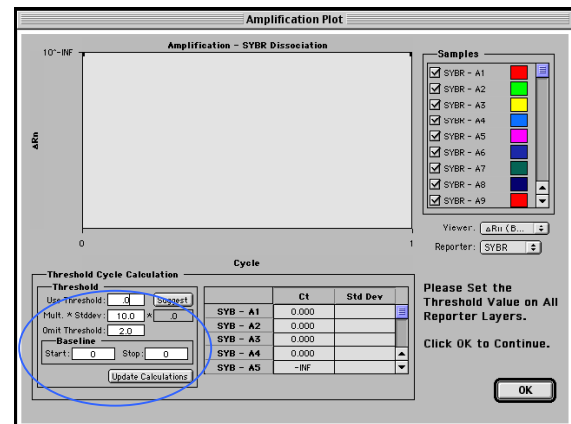 Amplification Plot
Amplification - SYBR Dissociation
10^-INF
ΔRn
0
1
Cycle
Samples
SYBR - A1
SYBR - A2
SYBR - A3
SYBR - A4
SYBR - A5
SYBR - A6
SYBR - A7
SYBR - A8
SYBR - A9
Viewer: ΔRn (B...
Reporter: SYBR
Threshold Cycle Calculation
Threshold
Use Threshold: .0 Suggest
Mult. * Stddev: 10.0 * .0
Omit Threshold: 2.0
Baseline
Start: 0 Stop: 0
Update Calculations
Ct Std Dev
SYB - A1 0.000
SYB - A2 0.000
SYB - A3 0.000
SYB - A4 0.000
SYB - A5 -INF
Please Set the
Threshold Value on All
Reporter Layers.
Click OK to Continue.
OK